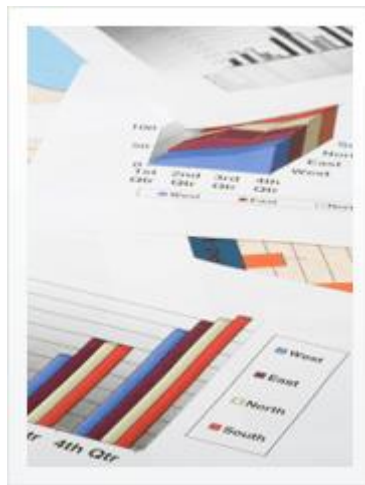 100
50
0
1st Qtr
2nd Qtr
3rd Qtr
4th Qtr
West
East
North
West
East
4th Qtr
West
East
North
South